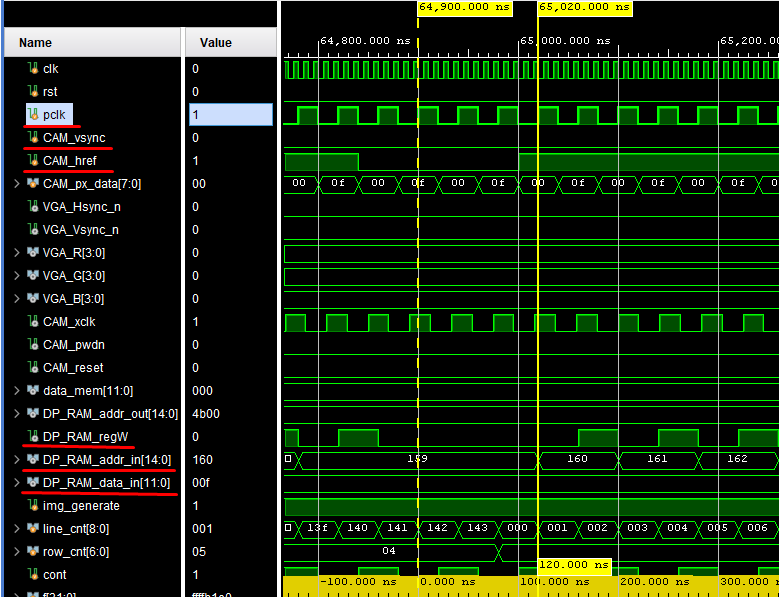 64,900.000 ns 65,020.000 ns
Name Value 64,800.000 ns 65,000.000 ns 65,200.00
clk 0
rst 0
pclk 1
CAM_vsync 0
CAM_href 1
CAM_px_data[7:0] 00 00 0f 00 0f 00 0f 00 0f 00 0f 00 0f 0
VGA_Hsync_n 0
VGA_Vsync_n 0
VGA_R[3:0] 0
VGA_G[3:0] 0
VGA_B[3:0] 0
CAM_xclk 1
CAM_pwdn 0
CAM_reset 0
data_mem[11:0] 000
DP_RAM_addr_out[14:0] 4b00
DP_RAM_regW 0
DP_RAM_addr_in[14:0] 160 159 160 161 162
DP_RAM_data_in[11:0] 00f
img_generate 1
line_cnt[8:0] 001 13f 140 141 142 143 000 001 002 003 004 005 006
row_cnt[6:0] 05 04
120.000 ns
cont 1
-100.000 ns 0.000 ns 100.000 ns 200.000 ns 300.000 ns